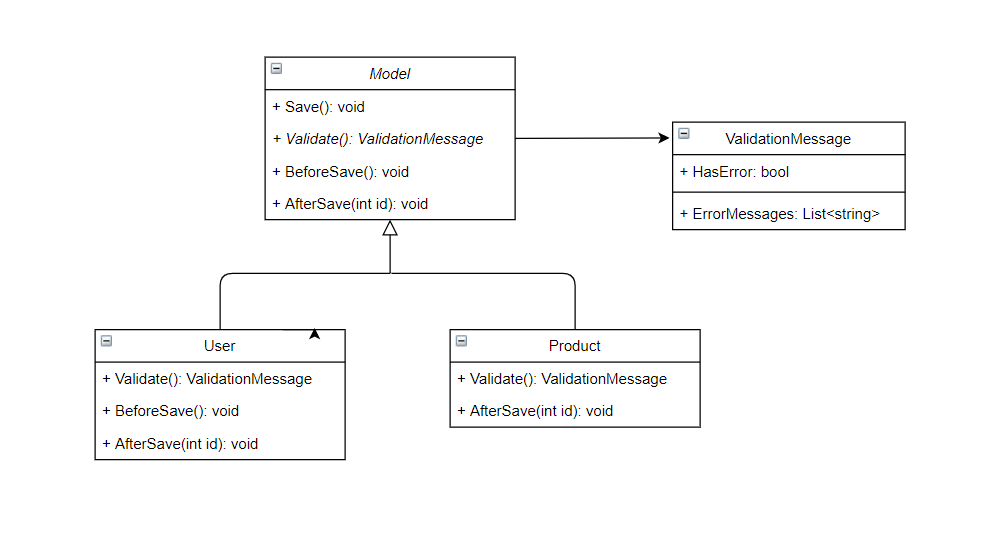 Model
+ Save(): void
+ Validate(): ValidationMessage
+ BeforeSave(): void
+ AfterSave(int id): void
ValidationMessage
+ HasError: bool
+ ErrorMessages: List<string>
User
+ Validate(): ValidationMessage
+ BeforeSave(): void
+ AfterSave(int id): void
Product
+ Validate(): ValidationMessage
+ AfterSave(int id): void